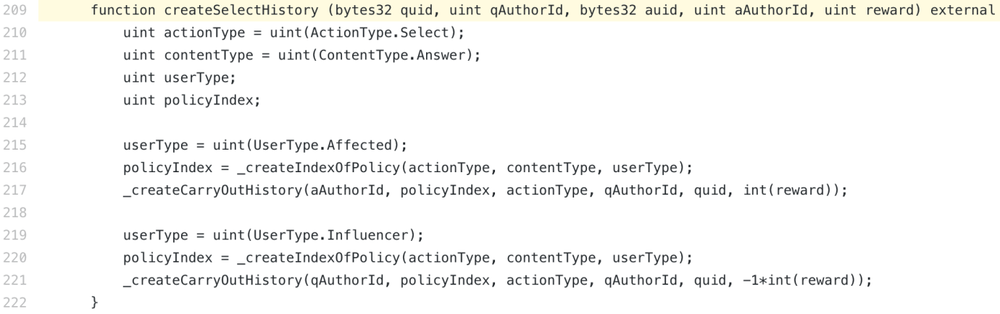 209 function createSelectHistory (bytes32 quid, uint qAuthorId, bytes32 auid, uint aAuthorId, uint reward) external
210 uint actionType = uint(ActionType.Select);
211 uint contentType = uint(ContentType.Answer);
212 uint userType;
213 uint policyIndex;
214
215 userType = uint(UserType.Affected);
216 policyIndex = _createIndexOfPolicy(actionType, contentType, userType);
217 _createCarryOutHistory(aAuthorId, policyIndex, actionType, qAuthorId, quid, int(reward));
218
219 userType = uint(UserType.Influencer);
220 policyIndex = _createIndexOfPolicy(actionType, contentType, userType);
221 _createCarryOutHistory(qAuthorId, policyIndex, actionType, qAuthorId, quid, -1*int(reward));
222 }